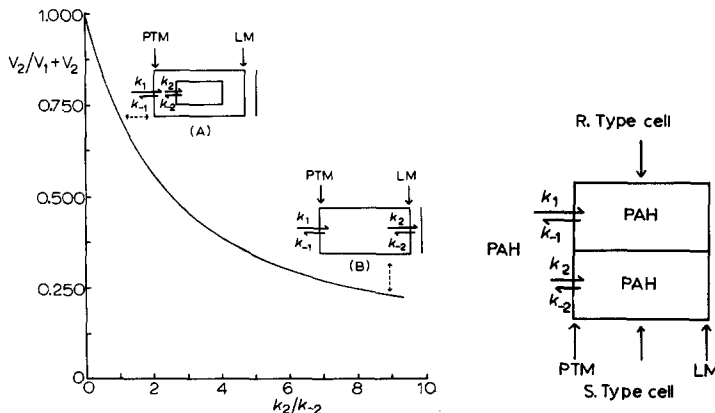 1.000
V2/V1+V2
0.750
0.500
0.250
0
2
4
6
8
10
k2/k-2
PTM
LM
k1
k-1
k2
k-2
(A)
PTM
LM
k1
k-1
k2
k-2
(B)
R. Type cell
k1
k-1
PAH
PAH
k2
k-2
PAH
PTM
LM
S. Type cell